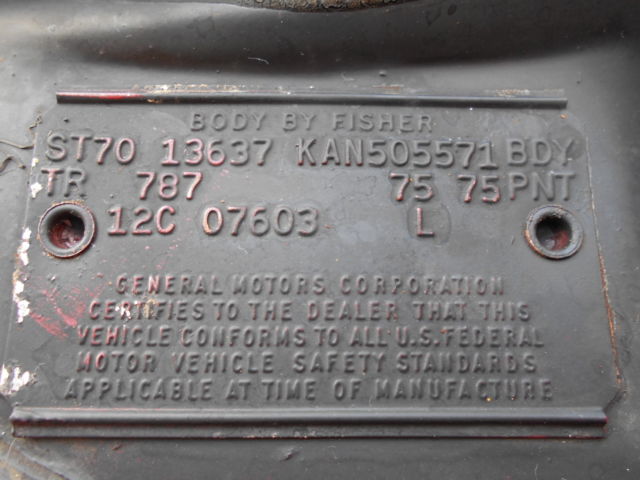 BODY BY FISHER
ST70 13637 KAN505571 BDY
TR 787 75 75 PNT
12C 07603 L
GENERAL MOTORS CORPORATION
CERTIFIES TO THE DEALER THAT THIS
VEHICLE CONFORMS TO ALL U.S. FEDERAL
MOTOR VEHICLE SAFETY STANDARDS
APPLICABLE AT TIME OF MANUFACTURE